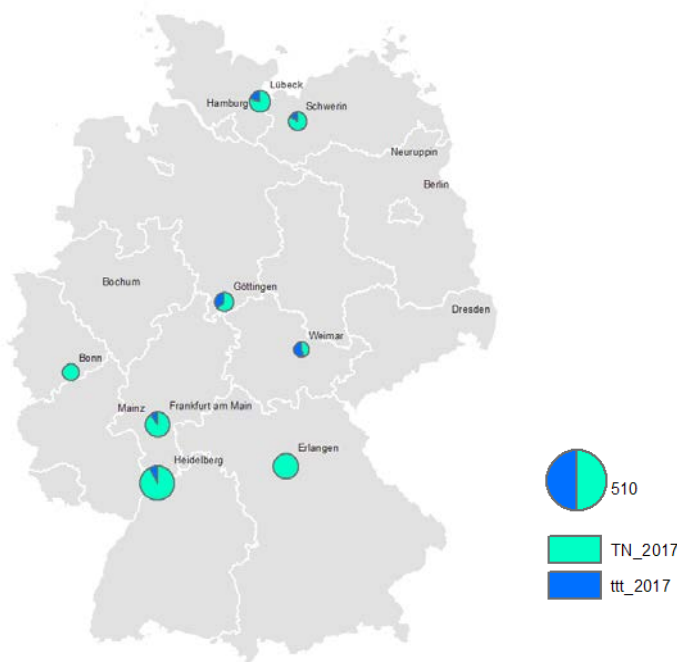 Lübeck
Hamburg
Schwerin
Neuruppin
Berlin
Göttingen
Bochum
Dresden
Weimar
Bonn
Mainz
Frankfurt am Main
Erlangen
Heidelberg
510
TN_2017
ttt_2017